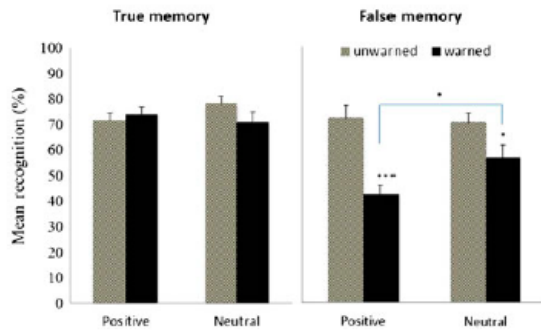 True memory
False memory
unwarned warned
Mean recognition (%)
100
90
80
70
60
50
40
30
20
10
0
*
*
Positive
Neutral
Positive
Neutral